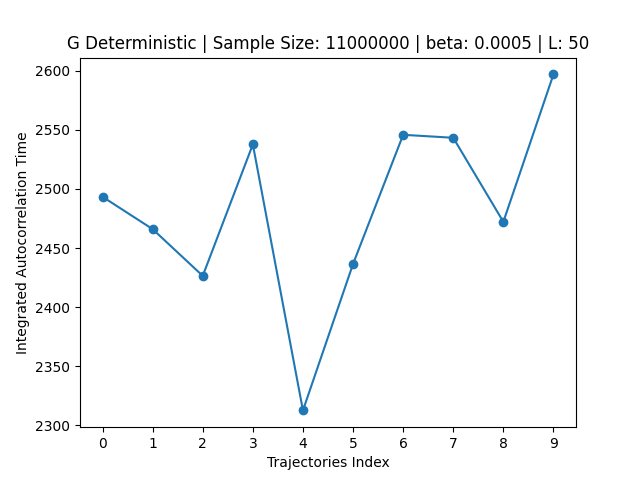 G Deterministic | Sample Size: 11000000 | beta: 0.0005 | L: 50
Integrated Autocorrelation Time
2600
2550
2500
2450
2400
2350
2300
0 1 2 3 4 5 6 7 8 9
Trajectories Index